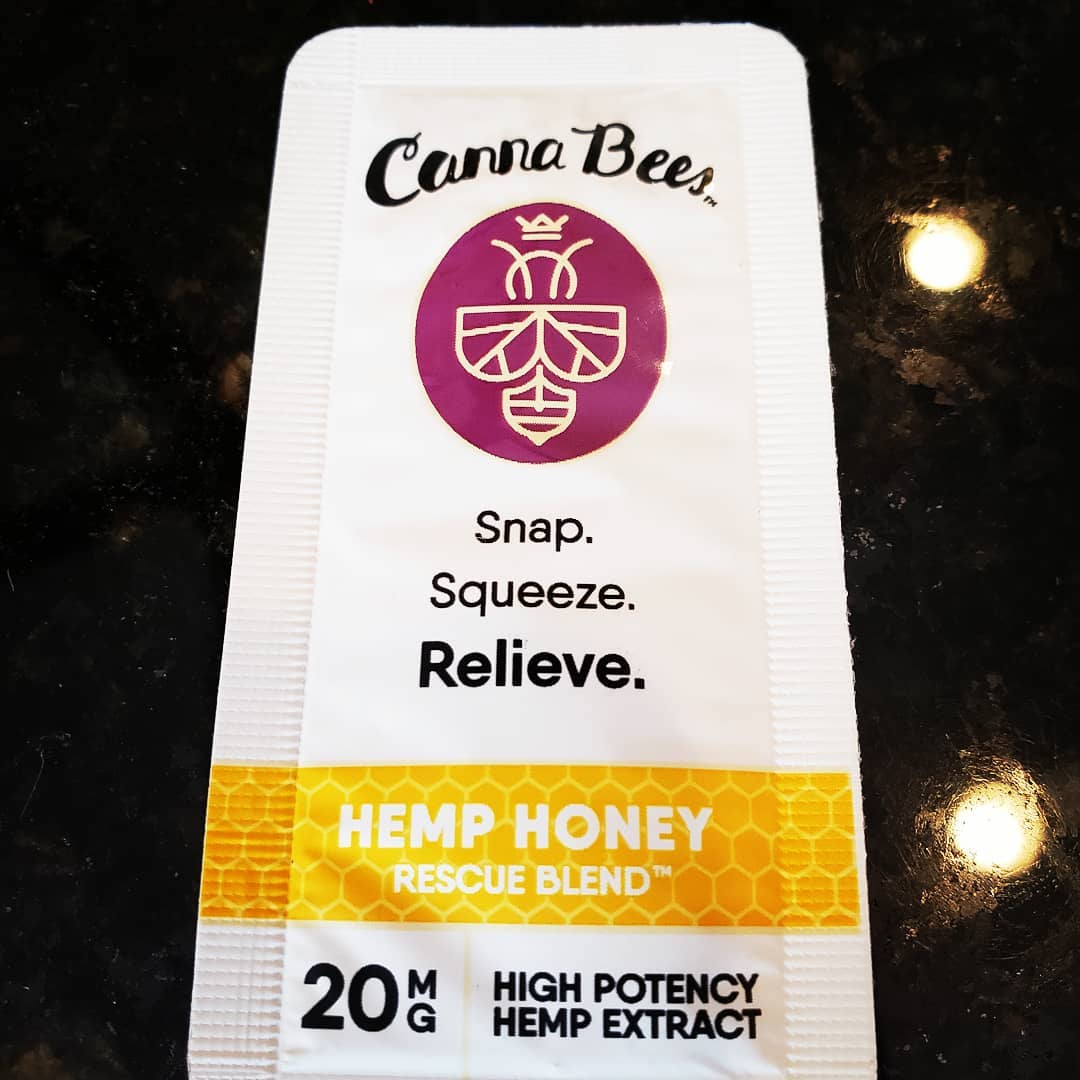 Canna Bees™
Snap.
Squeeze.
Relieve.
HEMP HONEY
RESCUE BLEND™
20 MG
HIGH POTENCY
HEMP EXTRACT